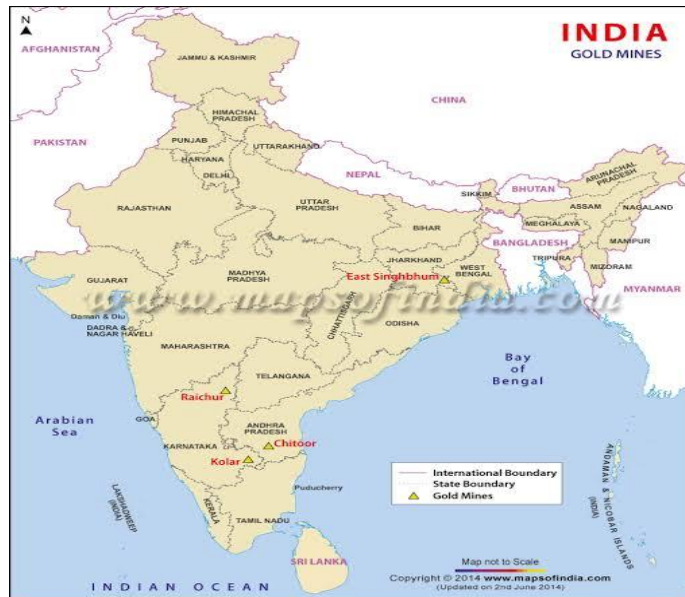 N
INDIA
GOLD MINES
AFGHANISTAN
JAMMU & KASHMIR
CHINA
HIMACHAL
PRADESH
PAKISTAN
PUNJAB
UTTARAKHAND
HARYANA
DELHI
NEPAL
ARUNACHAL
PRADESH
SIKKIM
BHUTAN
RAJASTHAN
UTTAR
PRADESH
ASSAM
NAGALAND
BIHAR
MEGHALAYA
MANIPUR
BANGLADESH
JHARKHAND
TRIPURA
MIZORAM
East Singhbhum
WEST
BENGAL
GUJARAT
MADHYA
PRADESH
MYANMAR
www.mapsofindia.com
CHHATTISGARH
Daman & Diu
DADRA &
NAGAR HAVELI
ODISHA
MAHARASHTRA
TELANGANA
Bay
of
Bengal
Raichur
Arabian
Sea
GOA
ANDHRA
PRADESH
Chitoor
KARNATAKA
Kolar
ANDAMAN & NICOBAR ISLANDS
(INDIA)
International Boundary
State Boundary
Gold Mines
Puducherry
LAKSHADWEEP
(INDIA)
KERALA
TAMIL NADU
SRI LANKA
Map not to Scale
Copyright © 2014 www.mapsofindia.com
(Updated on 2nd June 2014)
INDIAN OCEAN